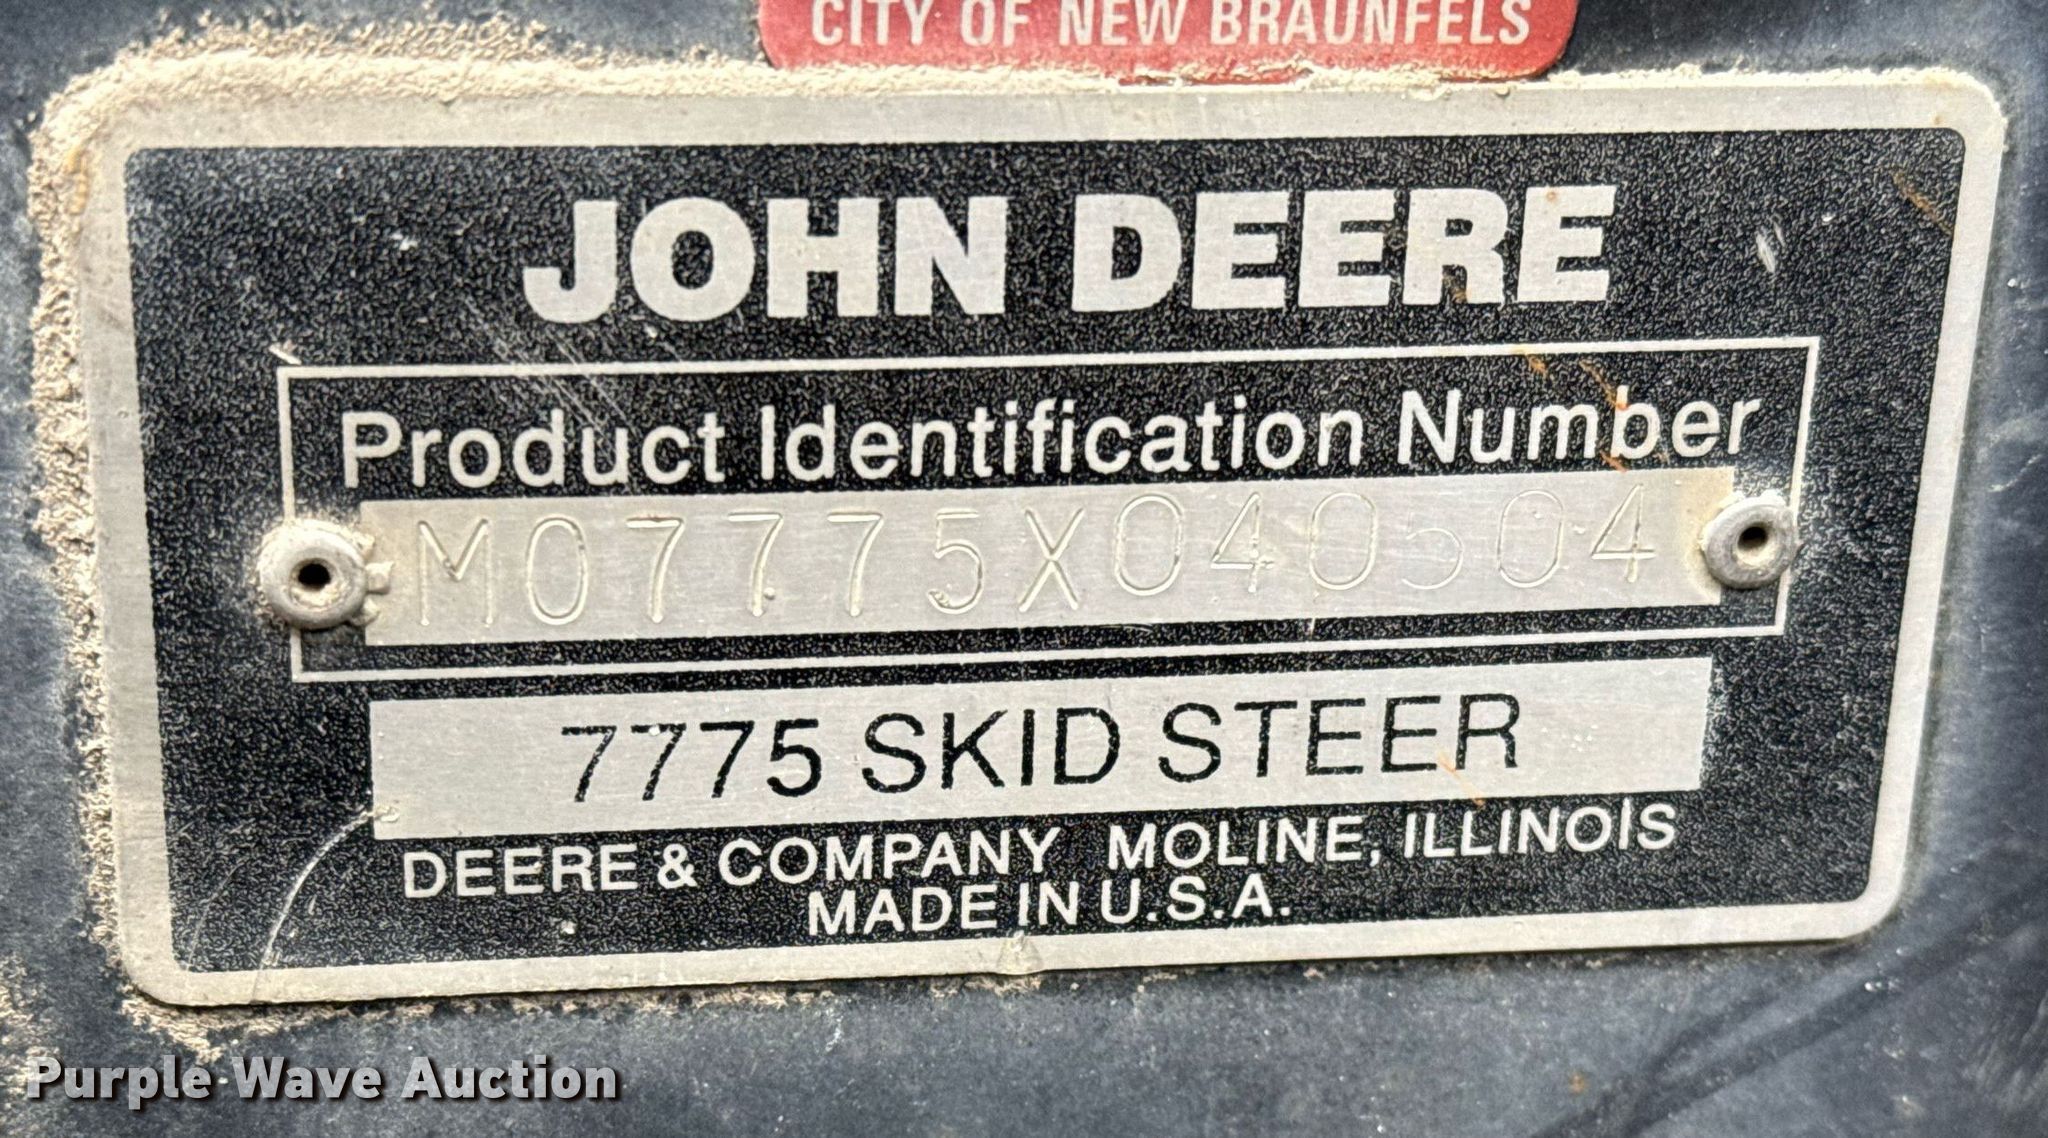 CITY OF NEW BRAUNFELS
JOHN DEERE
Product Identification Number
M07775X040504
7775 SKID STEER
DEERE & COMPANY MOLINE, ILLINOIS
MADE IN U.S.A.
Purple Wave Auction